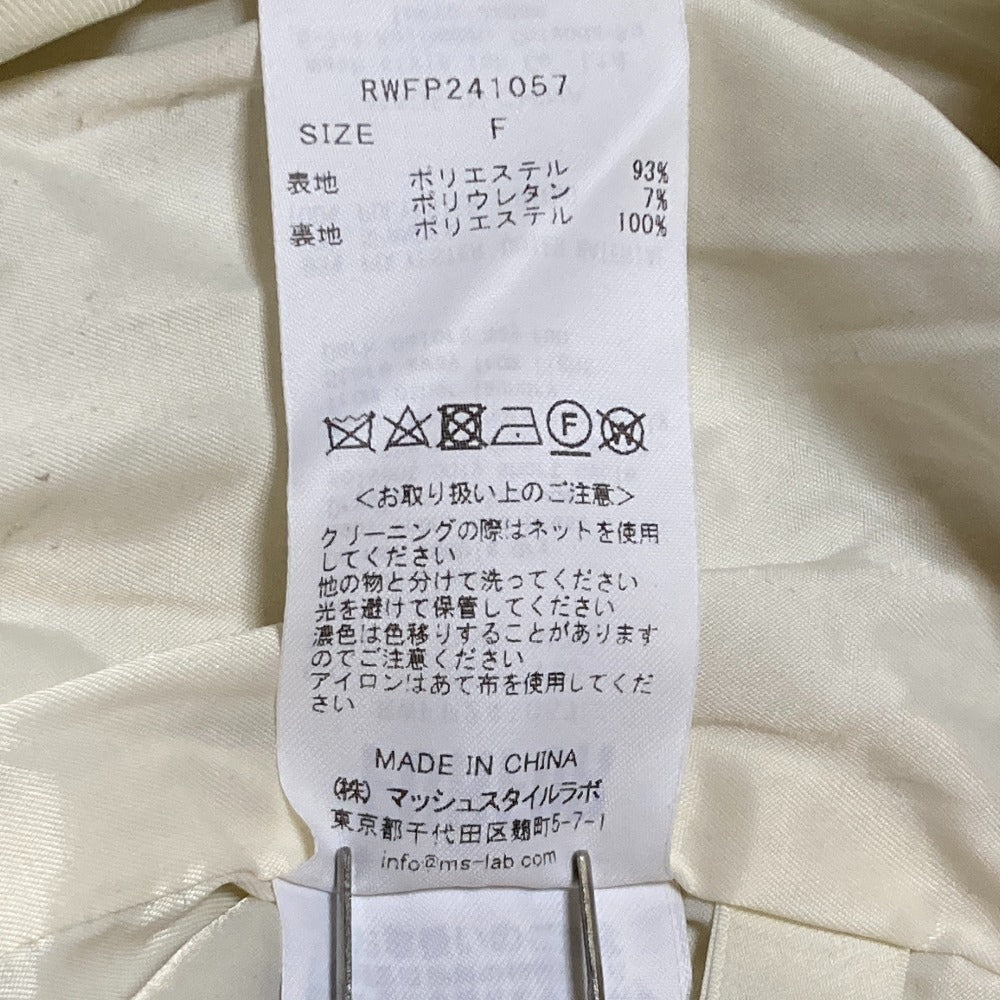 RWFP241057
SIZE F
表地 ポリエステル 93%
ポリウレタン 7%
裏地 ポリエステル 100%
F
W
<お取り扱い上のご注意>
クリーニングの際はネットを使用
してください
他の物と分けて洗ってください
光を避けて保管してください
濃色は色移りすることがあります
のでご注意ください
アイロンはあて布を使用してくだ
さい
MADE IN CHINA
(株) マッシュスタイルラボ
東京都千代田区麹町5-7-1
info@ms-lab.com